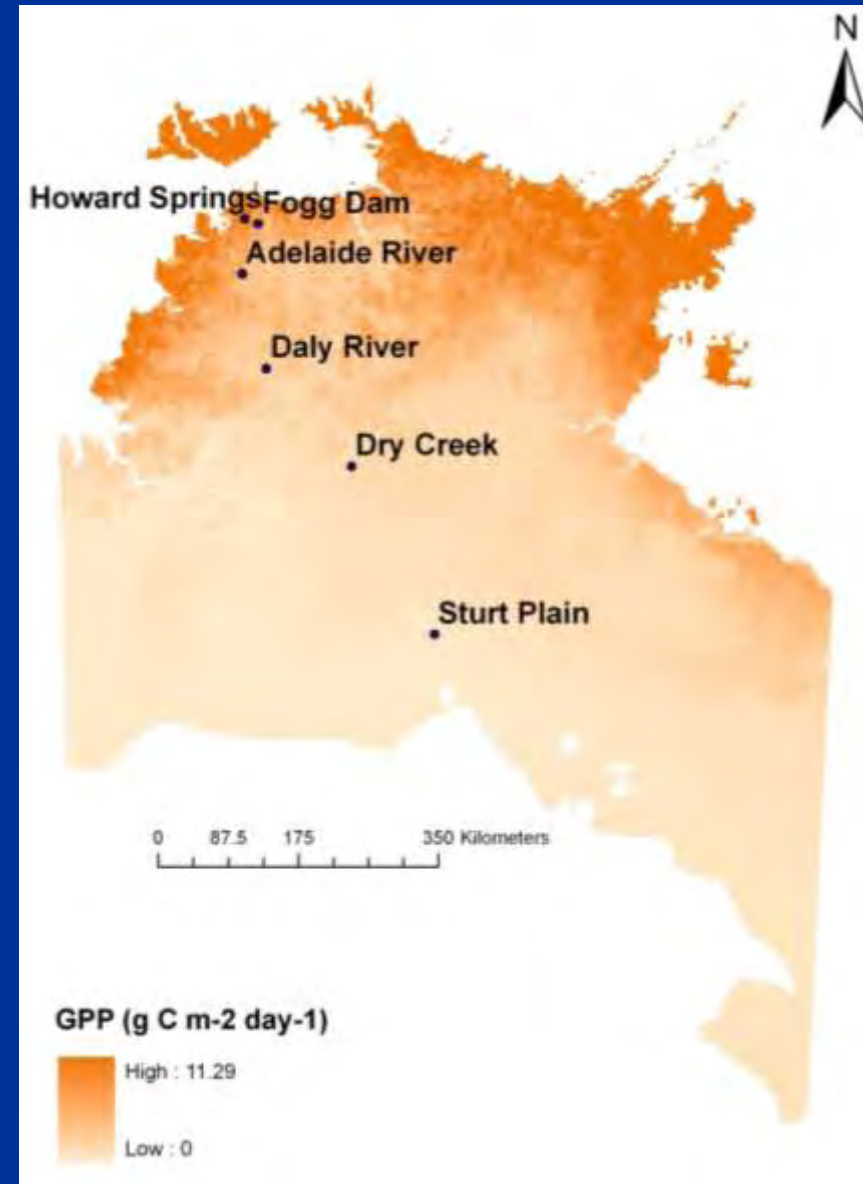 N
Howard Springs Fogg Dam
Adelaide River
Daly River
Dry Creek
Sturt Plain
0 87.5 175 350 Kilometers
GPP (g C m-2 day-1)
High : 11.29
Low : 0